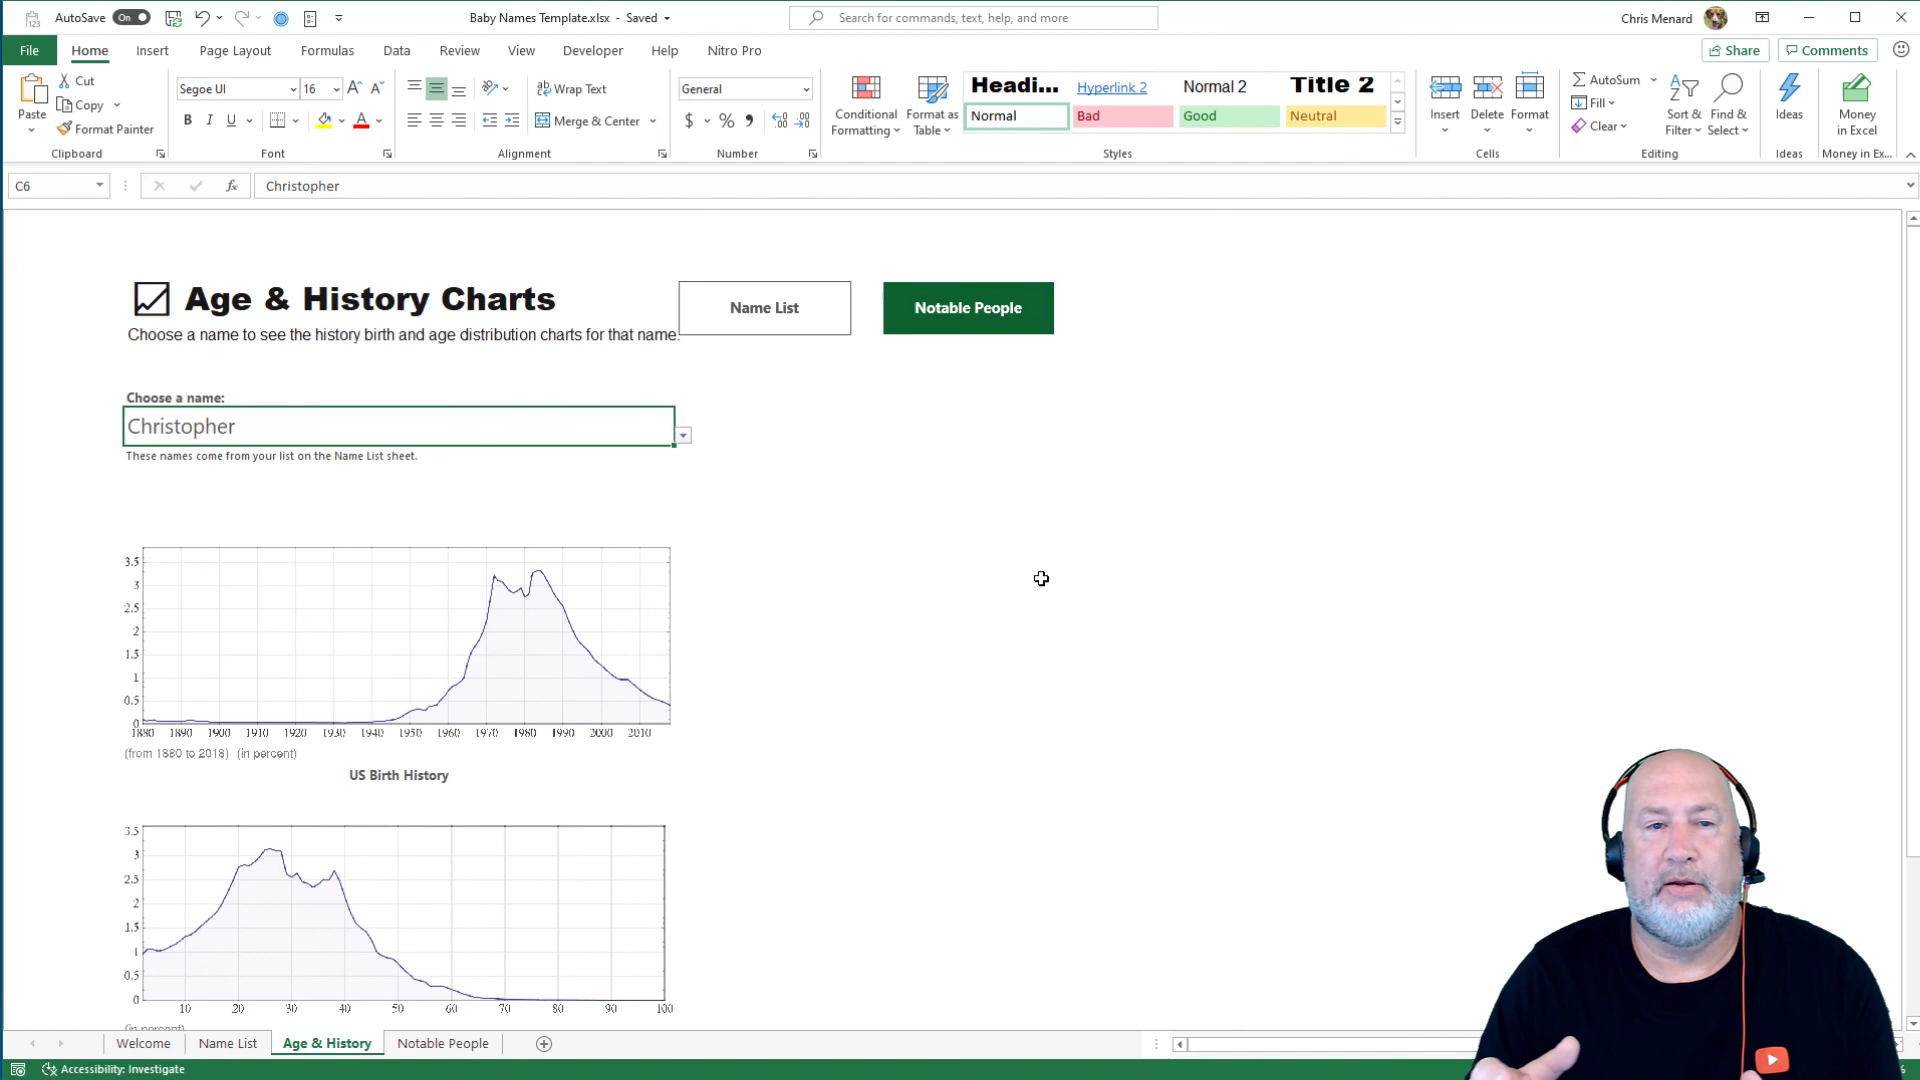 AutoSave On
Baby Names Template.xlsx - Saved
Search for commands, text, help, and more
Chris Menard
File Home Insert Page Layout Formulas Data Review View Developer Help Nitro Pro
Share Comments
Paste
Cut
Copy
Format Painter
Clipboard
Segoe UI 16
B I U
Font
Wrap Text
Merge & Center
Alignment
General
$ % 9
Number
Conditional Formatting
Format as Table
Headi... Hyperlink 2 Normal 2 Title 2
Normal Bad Good Neutral
Styles
Insert Delete Format
Cells
AutoSum
Fill
Clear
Sort & Filter
Find & Select
Editing
Ideas
Ideas
Money in Excel
Money in Ex...
C6
fx
Christopher
Age & History Charts
Choose a name to see the history birth and age distribution charts for that name.
Name List
Notable People
Choose a name:
Christopher
These names come from your list on the Name List sheet.
3.5
3
2.5
2
1.5
1
0.5
0
1880 1890 1900 1910 1920 1930 1940 1950 1960 1970 1980 1990 2000 2010
(from 1880 to 2018) (in percent)
US Birth History
3.5
3
2.5
2
1.5
1
0.5
0
10 20 30 40 50 60 70 80 90 100
(in percent)
Welcome Name List Age & History Notable People
Accessibility: Investigate